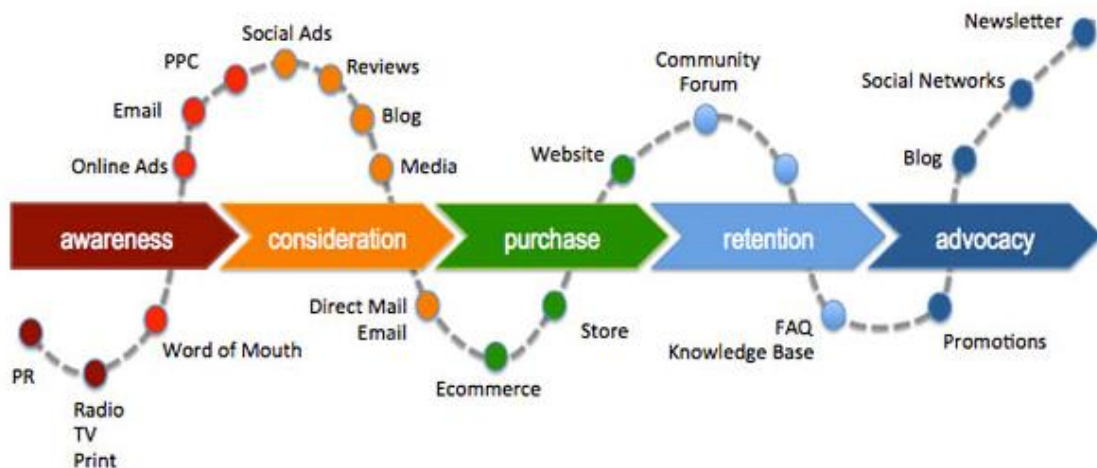 Newsletter
Social Ads
PPC
Reviews
Community
Forum
Social Networks
Email
Blog
Online Ads
Media
Website
Blog
awareness
consideration
purchase
retention
advocacy
Direct Mail
Email
Store
FAQ
Knowledge Base
Promotions
PR
Word of Mouth
Ecommerce
Radio
TV
Print